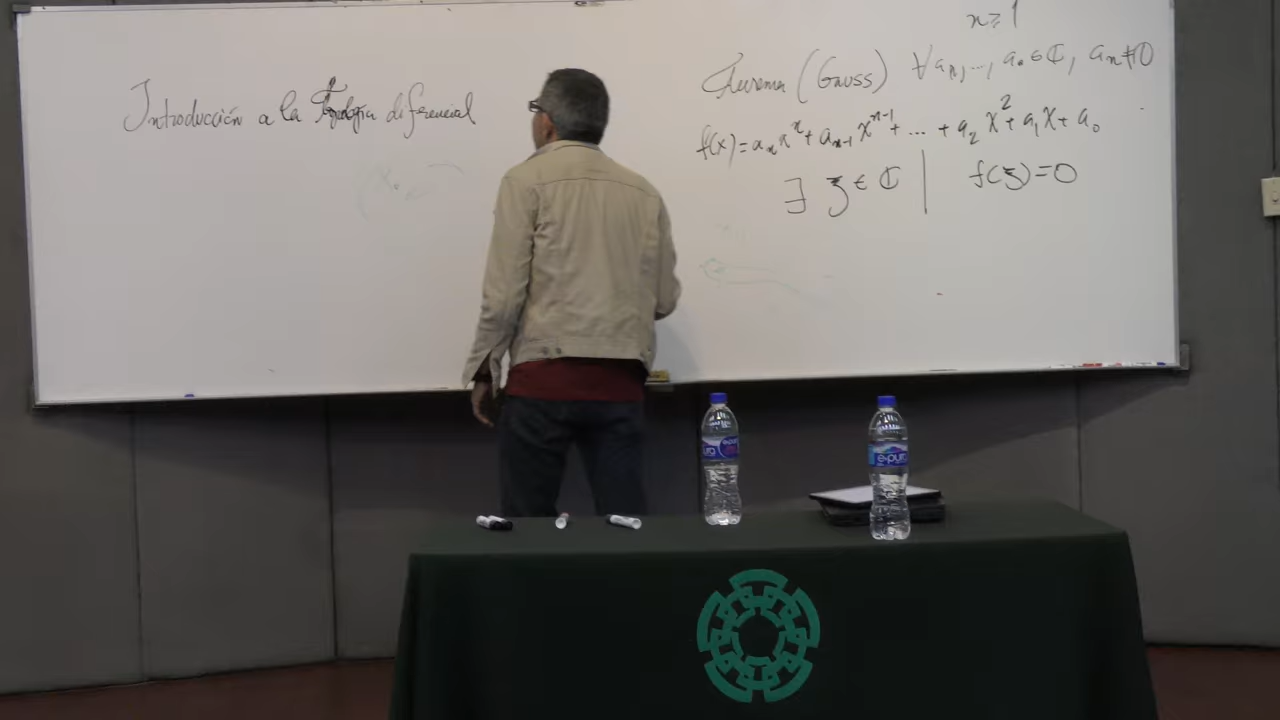 Introducción a la Topología diferencial
n ≥ 1
Teorema (Gauss) ∀ aₙ, ..., a₀ ∈ ℂ, aₙ ≠ 0
f(x) = aₙxⁿ + aₙ₋₁xⁿ⁻¹ + ... + a₂x² + a₁x + a₀
∃ ʒ ∈ ℂ | f(ʒ) = 0
e-pura